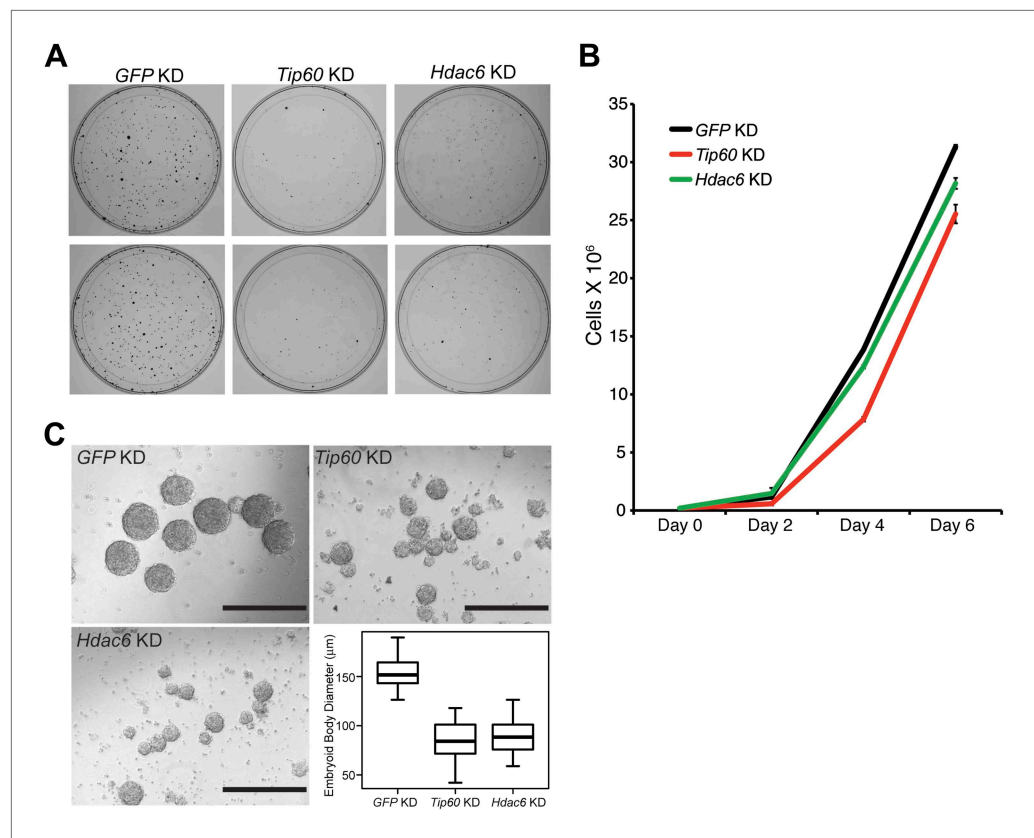 A
GFP KD
Tip60 KD
Hdac6 KD
B
35
30
25
20
15
10
5
0
Cells X 10⁶
GFP KD
Tip60 KD
Hdac6 KD
Day 0
Day 2
Day 4
Day 6
C
GFP KD
Tip60 KD
Hdac6 KD
Embryoid Body Diameter (μm)
150
100
50
GFP KD
Tip60 KD
Hdac6 KD